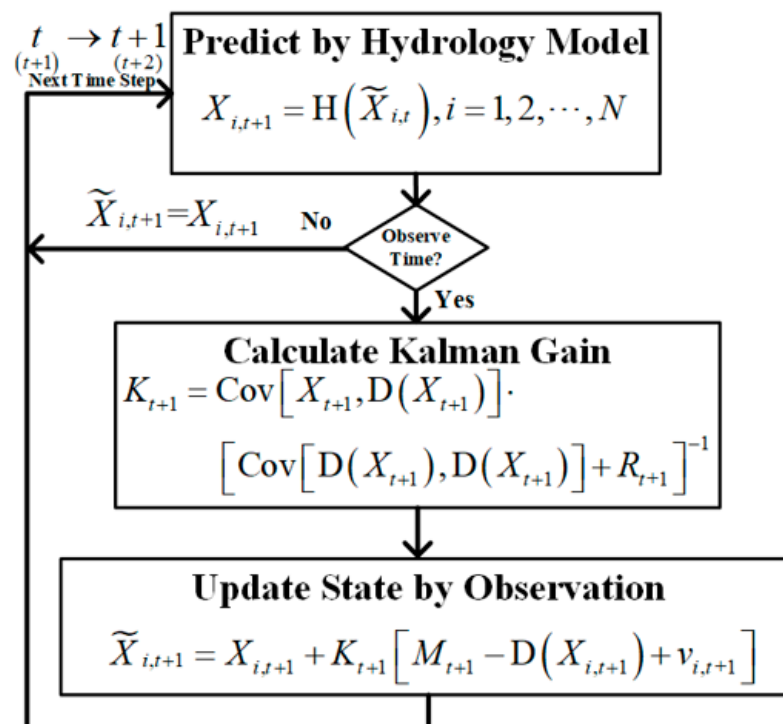 t → t+1
(t+1) (t+2)
Next Time Step
Predict by Hydrology Model
X_{i,t+1} = H(X̃_{i,t}), i = 1, 2, ⋯, N
X̃_{i,t+1}=X_{i,t+1}
No
Observe
Time?
Yes
Calculate Kalman Gain
K_{t+1} = Cov[X_{t+1}, D(X_{t+1})]·
[Cov[D(X_{t+1}), D(X_{t+1})] + R_{t+1}]^{-1}
Update State by Observation
X̃_{i,t+1} = X_{i,t+1} + K_{t+1}[M_{t+1} − D(X_{i,t+1}) + v_{i,t+1}]